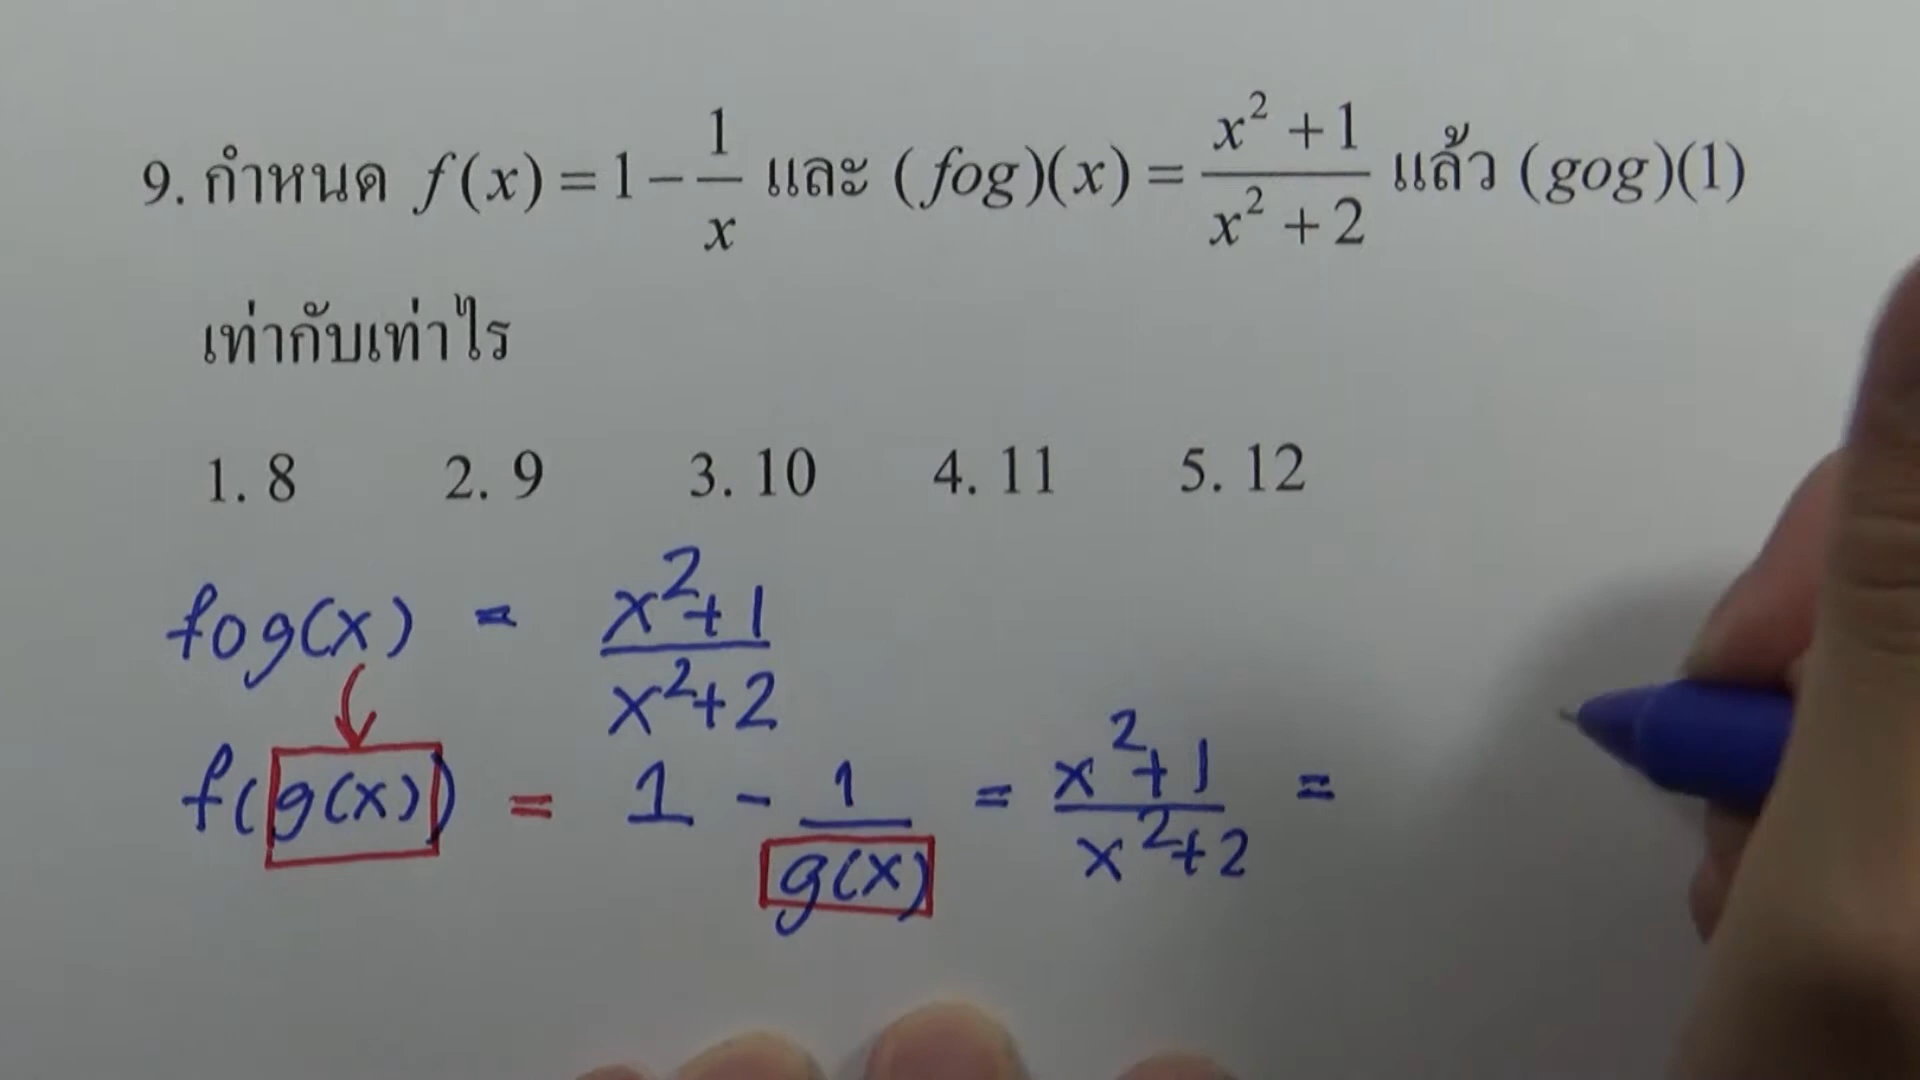 9. กำหนด f(x) = 1 - 1/x และ (fog)(x) = (x² + 1)/(x² + 2) แล้ว (gog)(1)
เท่ากับเท่าไร
1. 8 2. 9 3. 10 4. 11 5. 12
fog(x) = (x²+1)/(x²+2)
f(g(x)) = 1 - 1/g(x) = (x²+1)/(x²+2) =